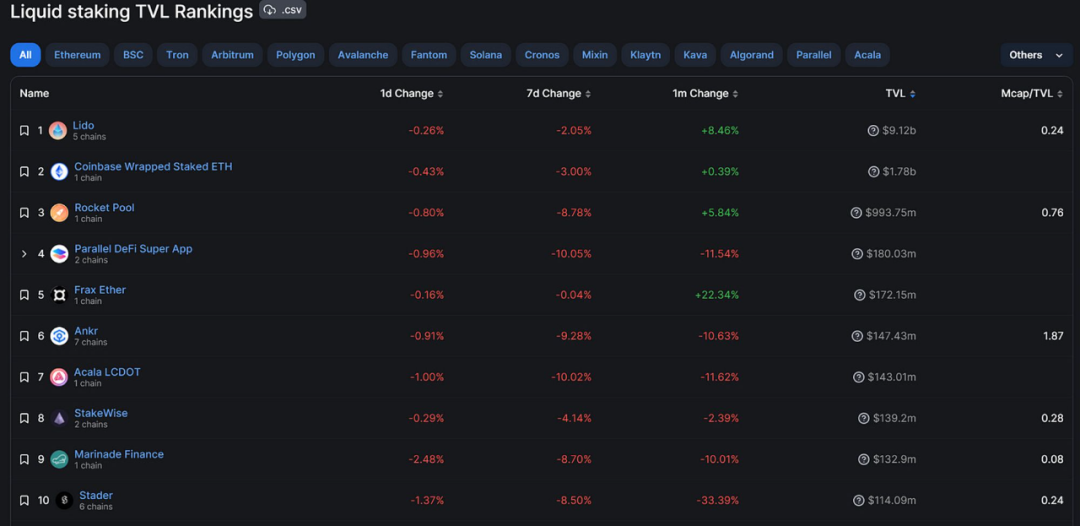 Liquid staking TVL Rankings .csv
All Ethereum BSC Tron Arbitrum Polygon Avalanche Fantom Solana Cronos Mixin Klaytn Kava Algorand Parallel Acala Others
Name 1d Change 7d Change 1m Change TVL Mcap/TVL
1 Lido -0.26% -2.05% +8.46% $9.12b 0.24
5 chains
2 Coinbase Wrapped Staked ETH -0.43% -3.00% +0.39% $1.78b
1 chain
3 Rocket Pool -0.80% -8.78% +5.84% $993.75m 0.76
1 chain
4 Parallel DeFi Super App -0.96% -10.05% -11.54% $180.03m
2 chains
5 Frax Ether -0.16% -0.04% +22.34% $172.15m
1 chain
6 Ankr -0.91% -9.28% -10.63% $147.43m 1.87
7 chains
7 Acala LCDOT -1.00% -10.02% -11.62% $143.01m
1 chain
8 StakeWise -0.29% -4.14% -2.39% $139.2m 0.28
2 chains
9 Marinade Finance -2.48% -8.70% -10.01% $132.9m 0.08
1 chain
10 Stader -1.37% -8.50% -33.39% $114.09m 0.24
6 chains